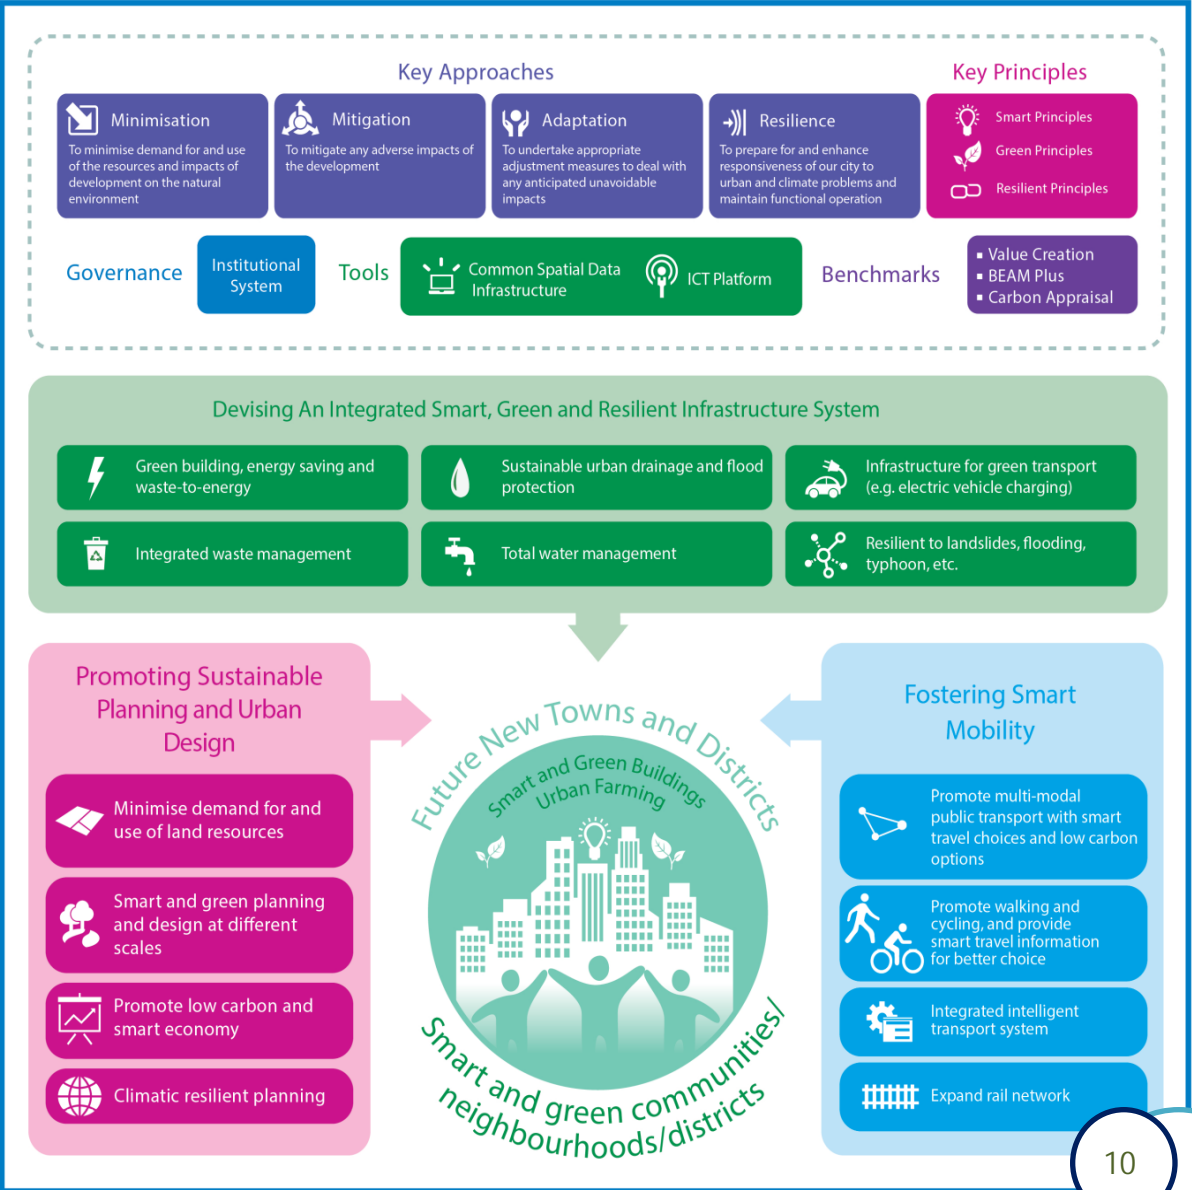 Key Approaches
Key Principles
Minimisation
To minimise demand for and use
of the resources and impacts of
development on the natural
environment
Mitigation
To mitigate any adverse impacts of
the development
Adaptation
To undertake appropriate
adjustment measures to deal with
any anticipated unavoidable
impacts
Resilience
To prepare for and enhance
responsiveness of our city to
urban and climate problems and
maintain functional operation
Smart Principles
Green Principles
Resilient Principles
Governance
Institutional
System
Tools
Common Spatial Data
Infrastructure
ICT Platform
Benchmarks
▪ Value Creation
▪ BEAM Plus
▪ Carbon Appraisal
Devising An Integrated Smart, Green and Resilient Infrastructure System
Green building, energy saving and
waste-to-energy
Sustainable urban drainage and flood
protection
Infrastructure for green transport
(e.g. electric vehicle charging)
Integrated waste management
Total water management
Resilient to landslides, flooding,
typhoon, etc.
Promoting Sustainable
Planning and Urban
Design
Minimise demand for and
use of land resources
Smart and green planning
and design at different
scales
Promote low carbon and
smart economy
Climatic resilient planning
Future New Towns and Districts
Smart and Green Buildings
Urban Farming
Smart and green communities/
neighbourhoods/districts
Fostering Smart
Mobility
Promote multi-modal
public transport with smart
travel choices and low carbon
options
Promote walking and
cycling, and provide
smart travel information
for better choice
Integrated intelligent
transport system
Expand rail network
10